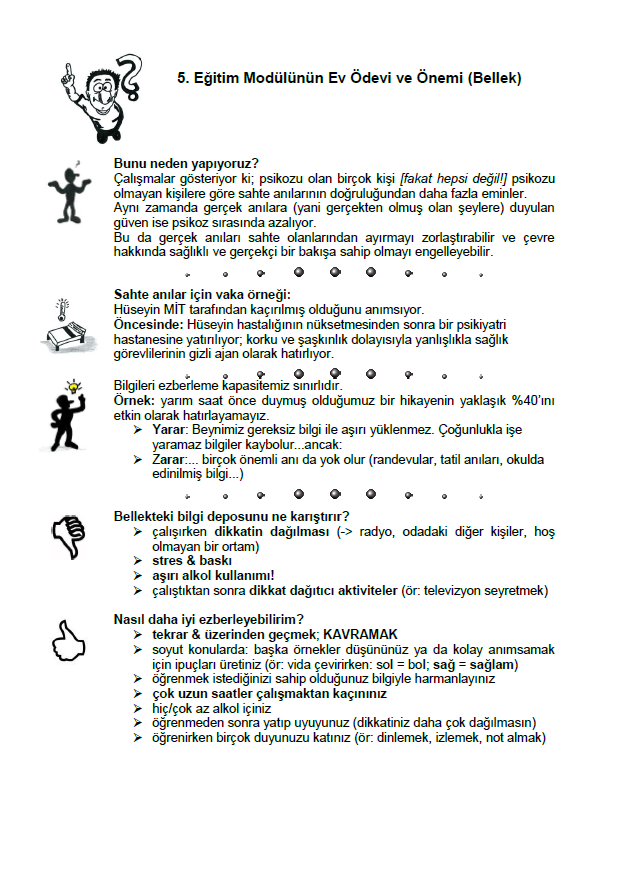 5. Eğitim Modülünün Ev Ödevi ve Önemi (Bellek)
Bunu neden yapıyoruz?
Çalışmalar gösteriyor ki; psikozu olan birçok kişi [fakat hepsi değil!] psikozu
olmayan kişilere göre sahte anılarının doğruluğundan daha fazla eminler.
Aynı zamanda gerçek anılara (yani gerçekten olmuş olan şeylere) duyulan
güven ise psikoz sırasında azalıyor.
Bu da gerçek anıları sahte olanlarından ayırmayı zorlaştırabilir ve çevre
hakkında sağlıklı ve gerçekçi bir bakışa sahip olmayı engelleyebilir.
Sahte anılar için vaka örneği:
Hüseyin MİT tarafından kaçırılmış olduğunu anımsıyor.
Öncesinde: Hüseyin hastalığının nüksetmesinden sonra bir psikiyatri
hastanesine yatırılıyor; korku ve şaşkınlık dolayısıyla yanlışlıkla sağlık
görevlilerinin gizli ajan olarak hatırlıyor.
Bilgileri ezberleme kapasitemiz sınırlıdır.
Örnek: yarım saat önce duymuş olduğumuz bir hikayenin yaklaşık %40’ını
etkin olarak hatırlayamayız.
➢ Yarar: Beynimiz gereksiz bilgi ile aşırı yüklenmez. Çoğunlukla işe
yaramaz bilgiler kaybolur...ancak:
➢ Zarar:... birçok önemli anı da yok olur (randevular, tatil anıları, okulda
edinilmiş bilgi...)
Bellekteki bilgi deposunu ne karıştırır?
➢ çalışırken dikkatin dağılması (-> radyo, odadaki diğer kişiler, hoş
olmayan bir ortam)
➢ stres & baskı
➢ aşırı alkol kullanımı!
➢ çalıştıktan sonra dikkat dağıtıcı aktiviteler (ör: televizyon seyretmek)
Nasıl daha iyi ezberleyebilirim?
➢ tekrar & üzerinden geçmek; KAVRAMAK
➢ soyut konularda: başka örnekler düşününüz ya da kolay anımsamak
için ipuçları üretiniz (ör: vida çevirirken: sol = bol; sağ = sağlam)
➢ öğrenmek istediğinizi sahip olduğunuz bilgiyle harmanlayınız
➢ çok uzun saatler çalışmaktan kaçınınız
➢ hiç/çok az alkol içiniz
➢ öğrenmeden sonra yatıp uyuyunuz (dikkatiniz daha çok dağılmasın)
➢ öğrenirken birçok duyunuzu katınız (ör: dinlemek, izlemek, not almak)